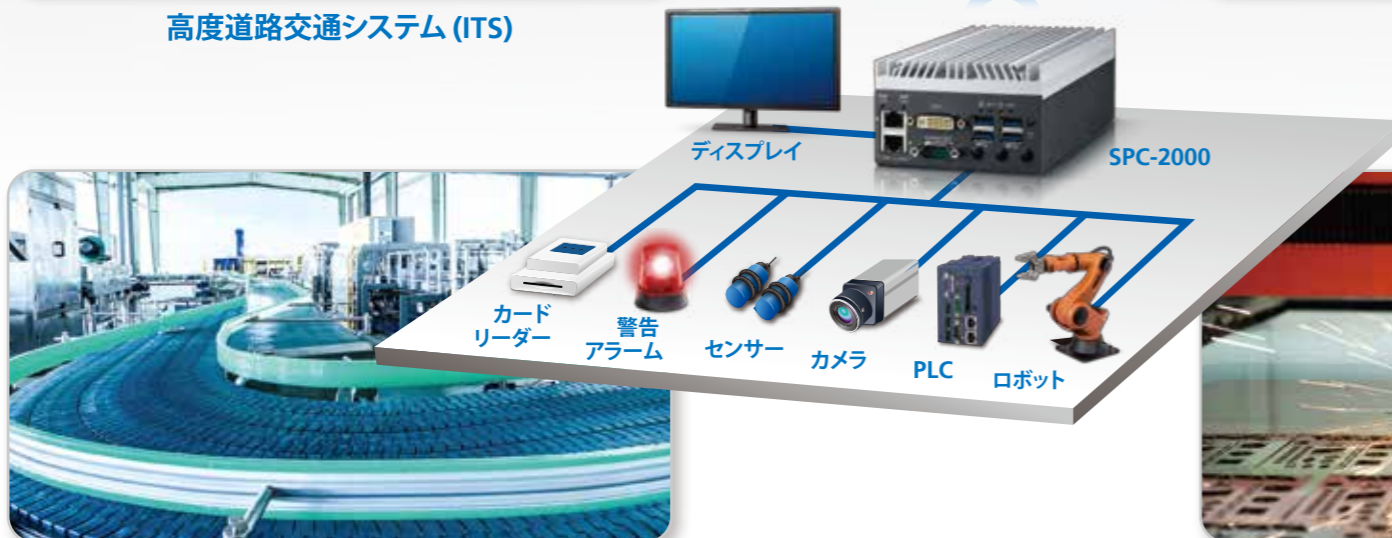 高度道路交通システム (ITS)
ディスプレイ
SPC-2000
カード
リーダー
警告
アラーム
センサー
カメラ
PLC
ロボット